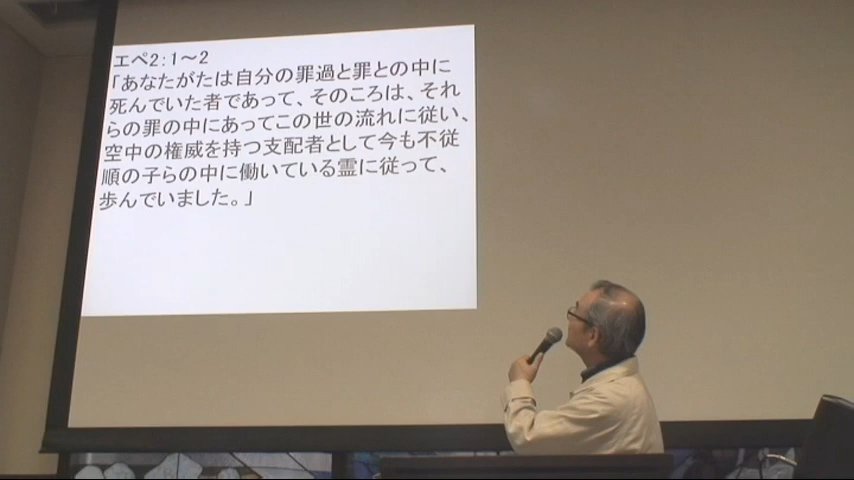 エペ2:1～2
「あなたがたは自分の罪過と罪との中に
死んでいた者であって、そのころは、それ
らの罪の中にあってこの世の流れに従い、
空中の権威を持つ支配者として今も不従
順の子らの中に働いている霊に従って、
歩んでいました。」